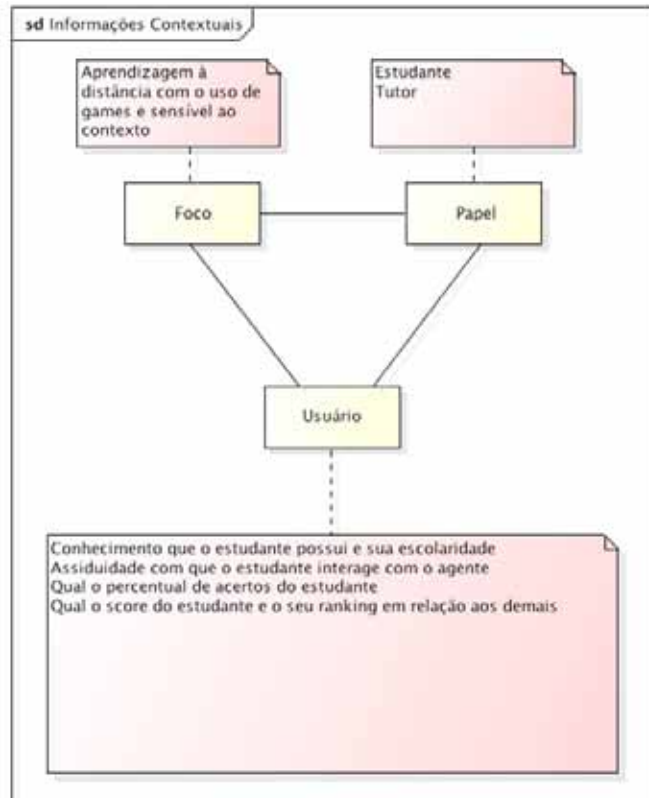 sd Informações Contextuais
Aprendizagem à
distância com o uso de
games e sensível ao
contexto
Estudante
Tutor
Foco
Papel
Usuário
Conhecimento que o estudante possui e sua escolaridade
Assiduidade com que o estudante interage com o agente
Qual o percentual de acertos do estudante
Qual o score do estudante e o seu ranking em relação aos demais